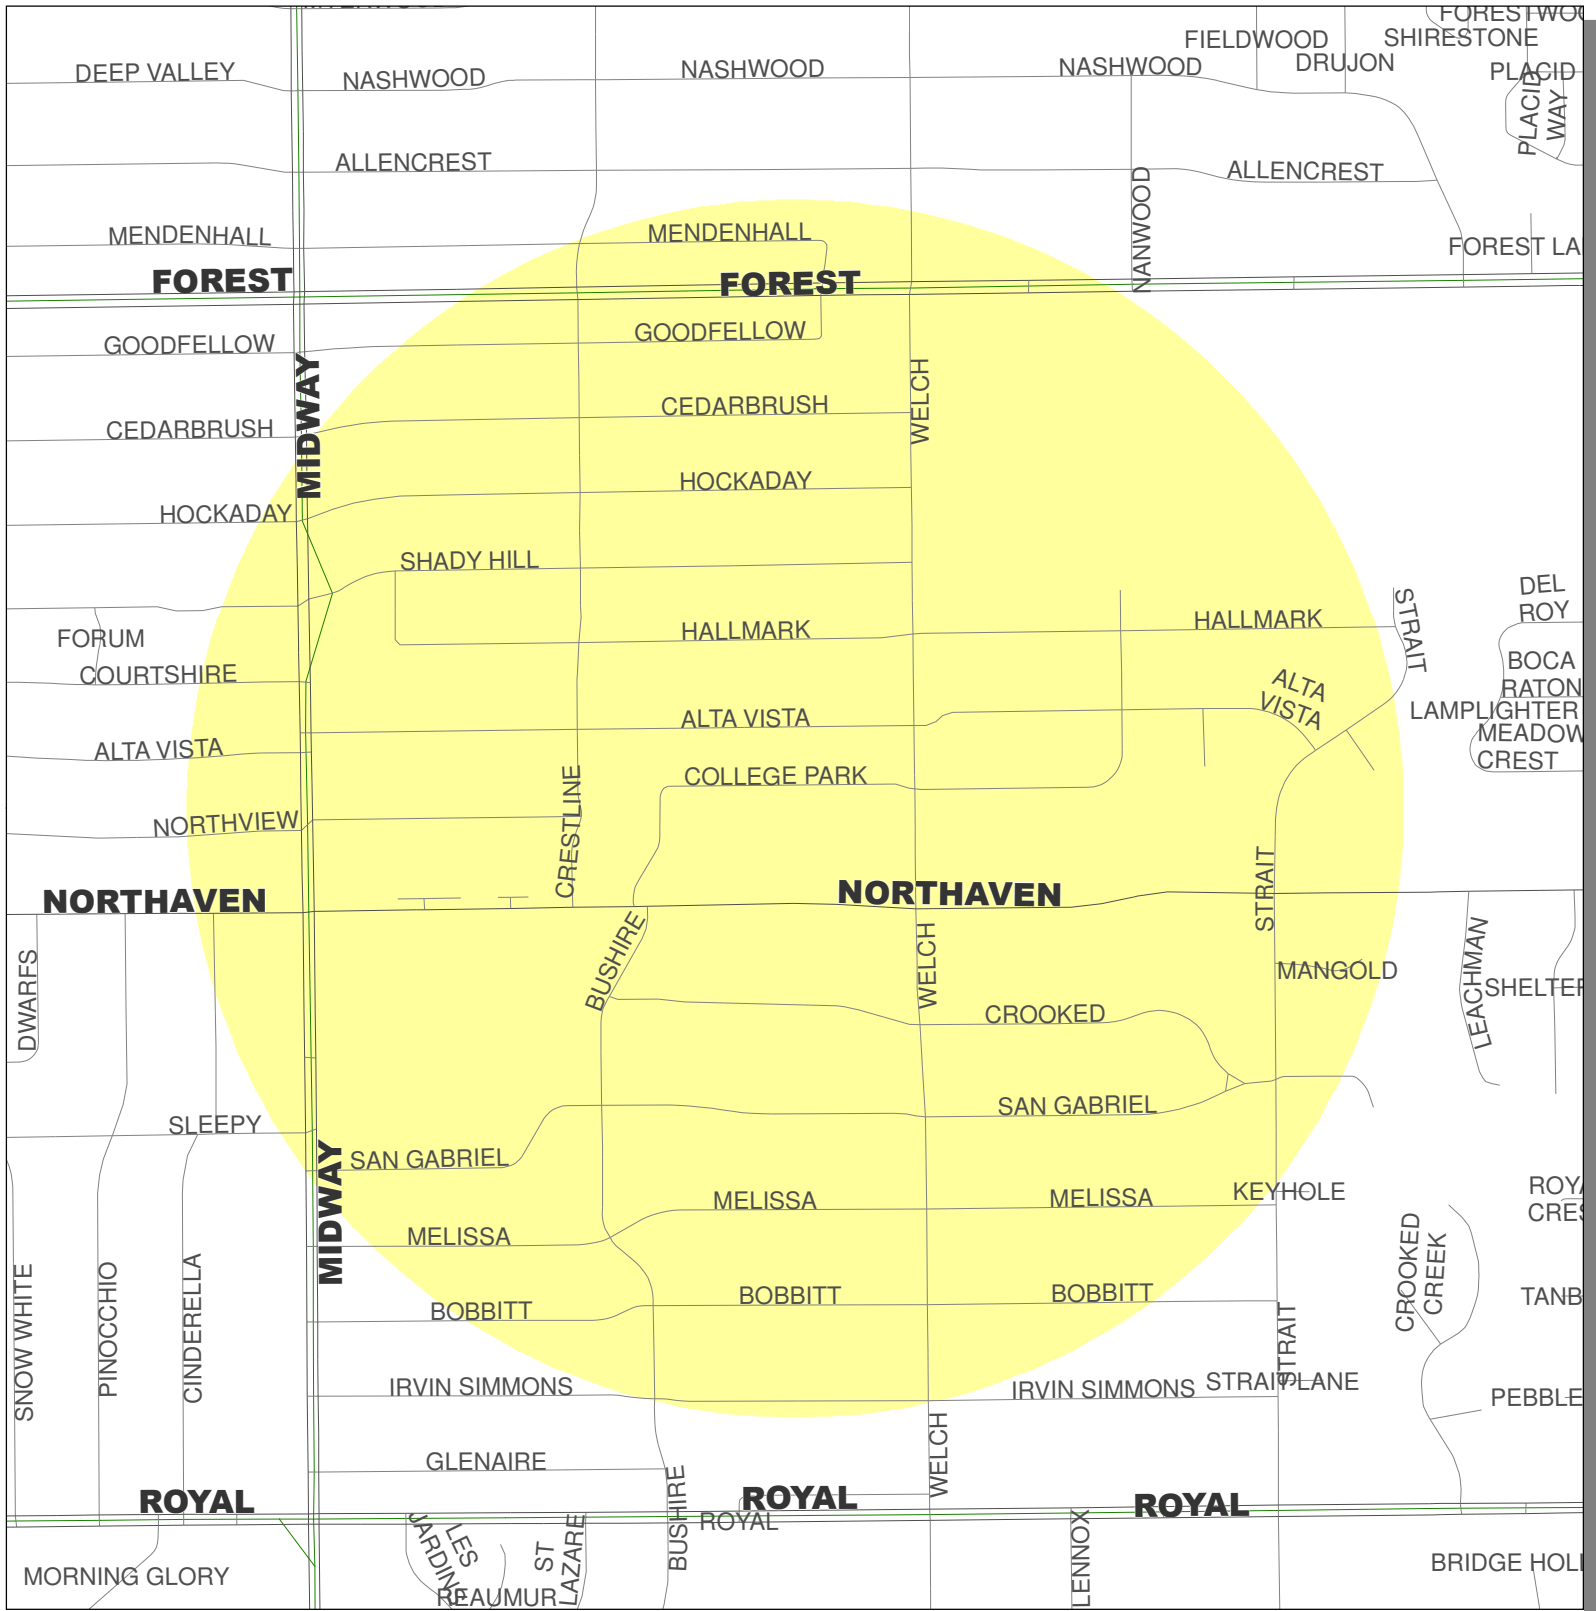 FORESTWOO
FIELDWOOD
SHIRESTONE
DRUJON
DEEP VALLEY
NASHWOOD
NASHWOOD
NASHWOOD
PLACID
PLACID
WAY
ALLENCREST
ALLENCREST
NANWOOD
MENDENHALL
MENDENHALL
FOREST LA
FOREST
FOREST
GOODFELLOW
GOODFELLOW
MIDWAY
WELCH
CEDARBRUSH
CEDARBRUSH
HOCKADAY
HOCKADAY
SHADY HILL
DEL
ROY
STRAIT
FORUM
HALLMARK
HALLMARK
COURTSHIRE
BOCA
RATON
ALTA
VISTA
LAMPLIGHTER
ALTA VISTA
ALTA VISTA
MEADOW
CREST
COLLEGE PARK
CRESTLINE
NORTHVIEW
NORTHAVEN
NORTHAVEN
STRAIT
BUSHIRE
WELCH
DWARFS
MANGOLD
LEACHMAN
SHELTER
CROOKED
SAN GABRIEL
SLEEPY
SAN GABRIEL
MIDWAY
MELISSA
MELISSA
KEYHOLE
ROYA
CRES
MELISSA
CROOKED
CREEK
SNOW WHITE
PINOCCHIO
CINDERELLA
BOBBITT
BOBBITT
BOBBITT
TANB
STRAIT
IRVIN SIMMONS
IRVIN SIMMONS
STRAIT LANE
PEBBLE
WELCH
GLENAIRE
BUSHIRE
ROYAL
ROYAL
ROYAL
ROYAL
LES
JARDINS
ST
LAZARE
LENNOX
MORNING GLORY
REAUMUR
BRIDGE HOLL